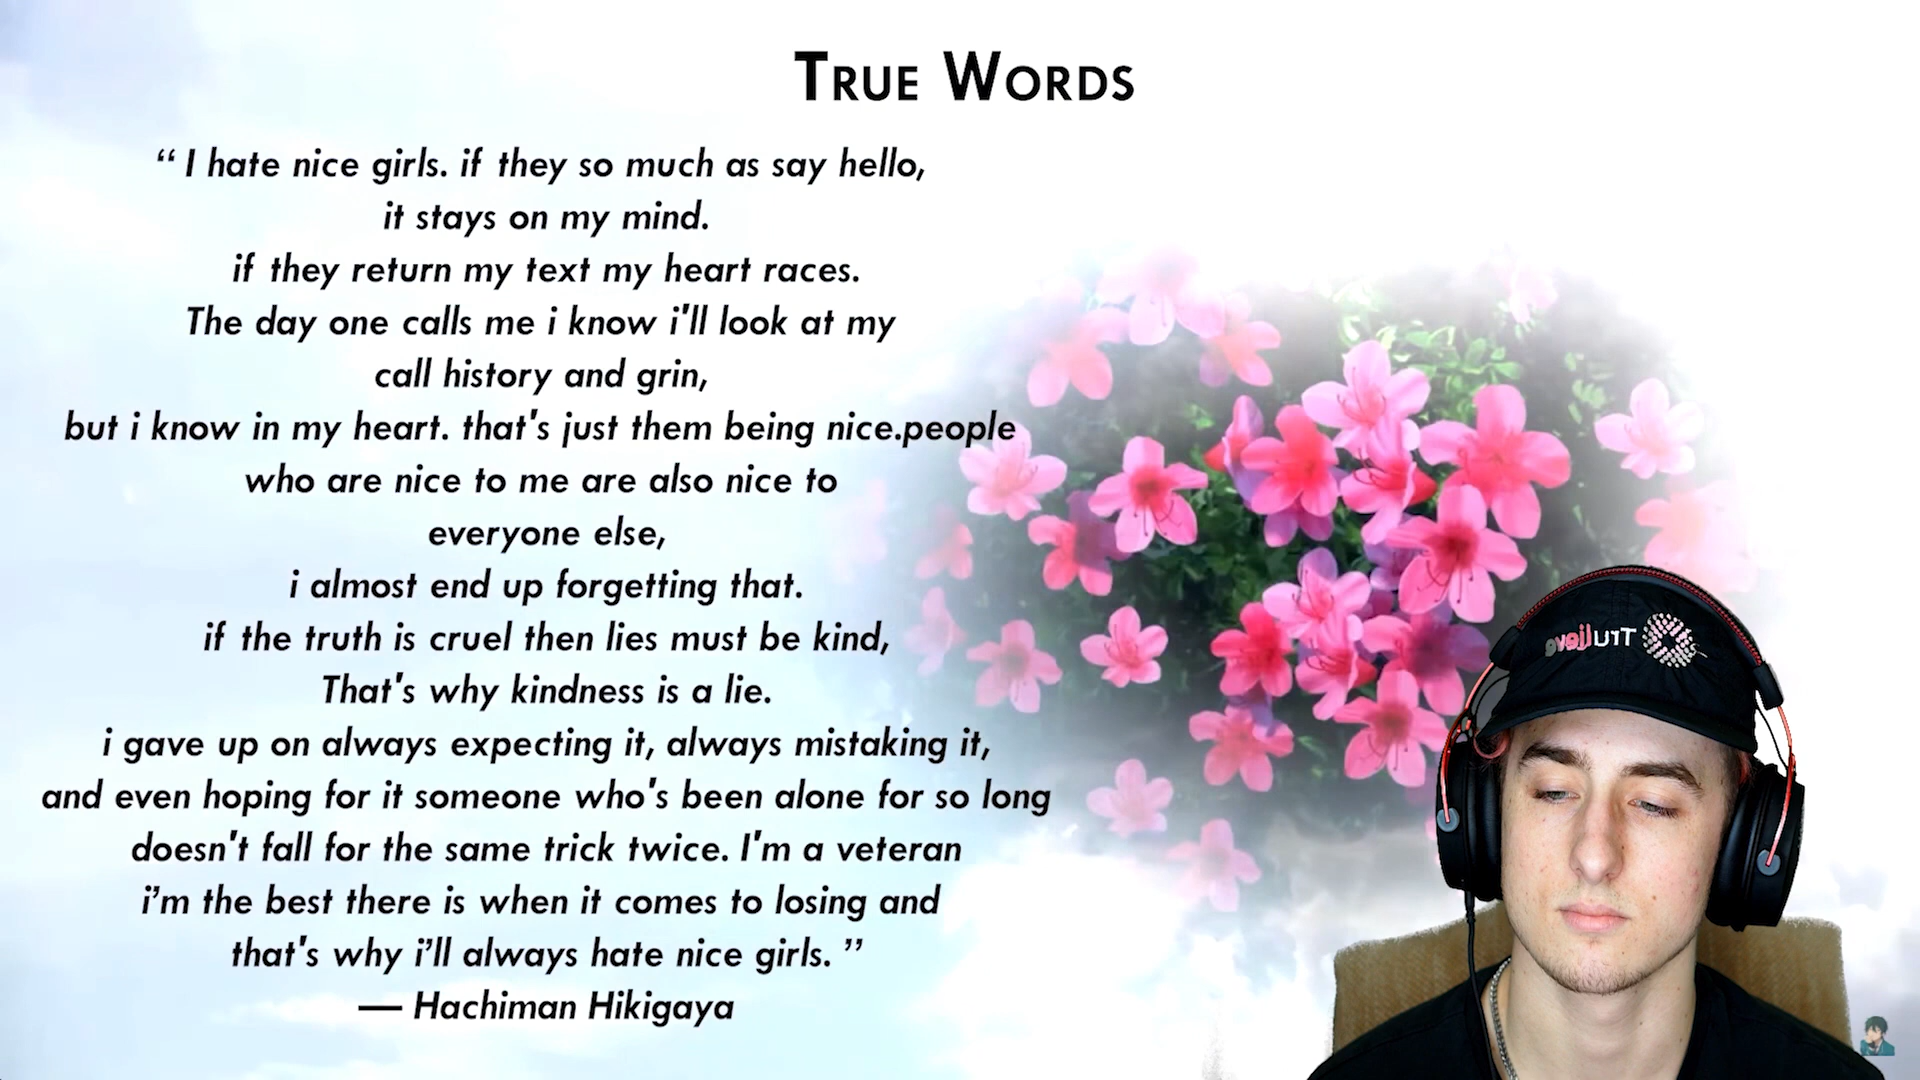 True Words
“ I hate nice girls. if they so much as say hello,
it stays on my mind.
if they return my text my heart races.
The day one calls me i know i'll look at my
call history and grin,
but i know in my heart. that's just them being nice.people
who are nice to me are also nice to
everyone else,
i almost end up forgetting that.
if the truth is cruel then lies must be kind,
That's why kindness is a lie.
i gave up on always expecting it, always mistaking it,
and even hoping for it someone who's been alone for so long
doesn't fall for the same trick twice. I'm a veteran
i’m the best there is when it comes to losing and
that's why i’ll always hate nice girls. ”
— Hachiman Hikigaya
Trulieve